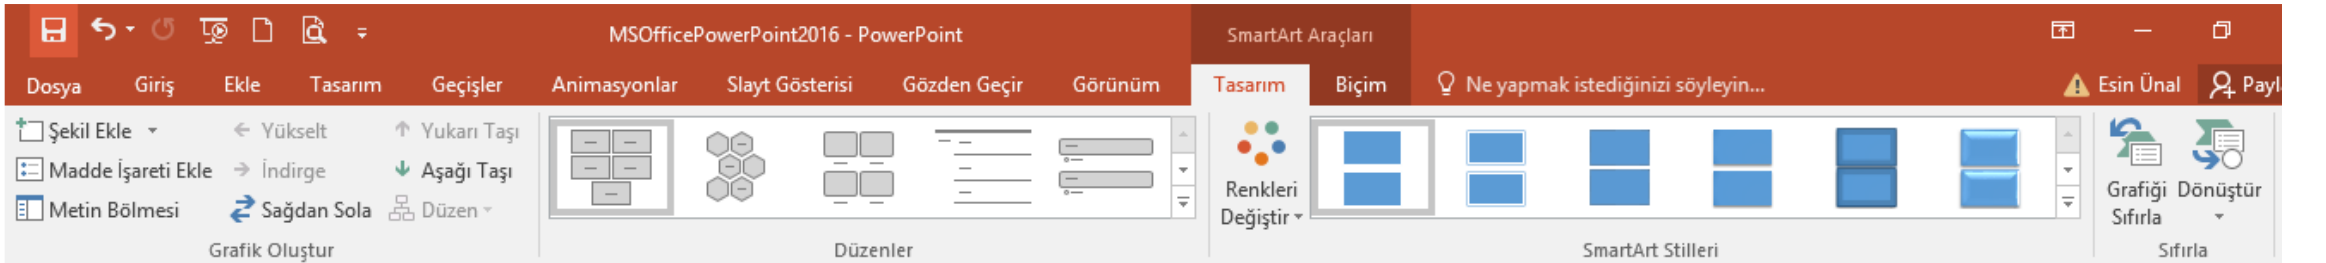 MSOfficePowerPoint2016 - PowerPoint
SmartArt Araçları
Dosya
Giriş
Ekle
Tasarım
Geçişler
Animasyonlar
Slayt Gösterisi
Gözden Geçir
Görünüm
Tasarım
Biçim
Ne yapmak istediğinizi söyleyin...
Esin Ünal
Payl
Şekil Ekle
Madde İşareti Ekle
Metin Bölmesi
Yükselt
İndirge
Sağdan Sola
Yukarı Taşı
Aşağı Taşı
Düzen
Grafik Oluştur
Düzenler
Renkleri
Değiştir
SmartArt Stilleri
Grafiği
Sıfırla
Dönüştür
Sıfırla